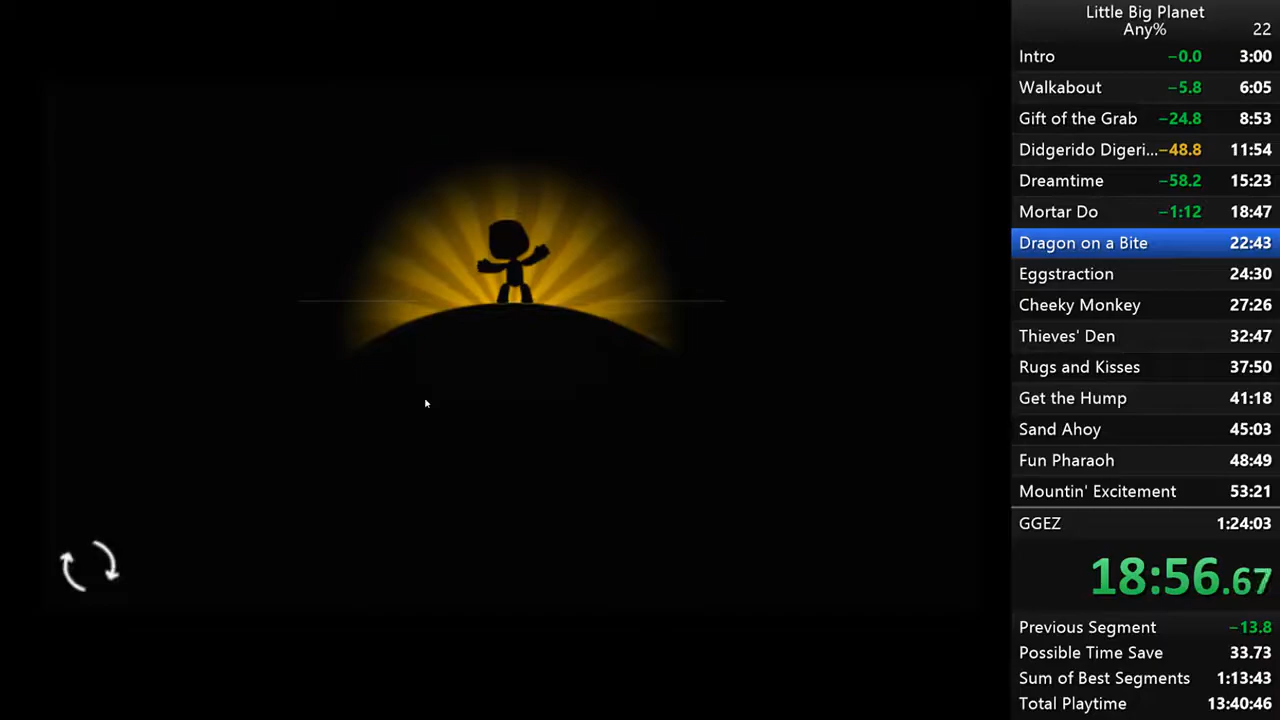 Little Big Planet
Any% 22
Intro −0.0 3:00
Walkabout −5.8 6:05
Gift of the Grab −24.8 8:53
Didgerido Digeri... −48.8 11:54
Dreamtime −58.2 15:23
Mortar Do −1:12 18:47
Dragon on a Bite 22:43
Eggstraction 24:30
Cheeky Monkey 27:26
Thieves' Den 32:47
Rugs and Kisses 37:50
Get the Hump 41:18
Sand Ahoy 45:03
Fun Pharaoh 48:49
Mountin' Excitement 53:21
GGEZ 1:24:03
18:56.67
Previous Segment −13.8
Possible Time Save 33.73
Sum of Best Segments 1:13:43
Total Playtime 13:40:46